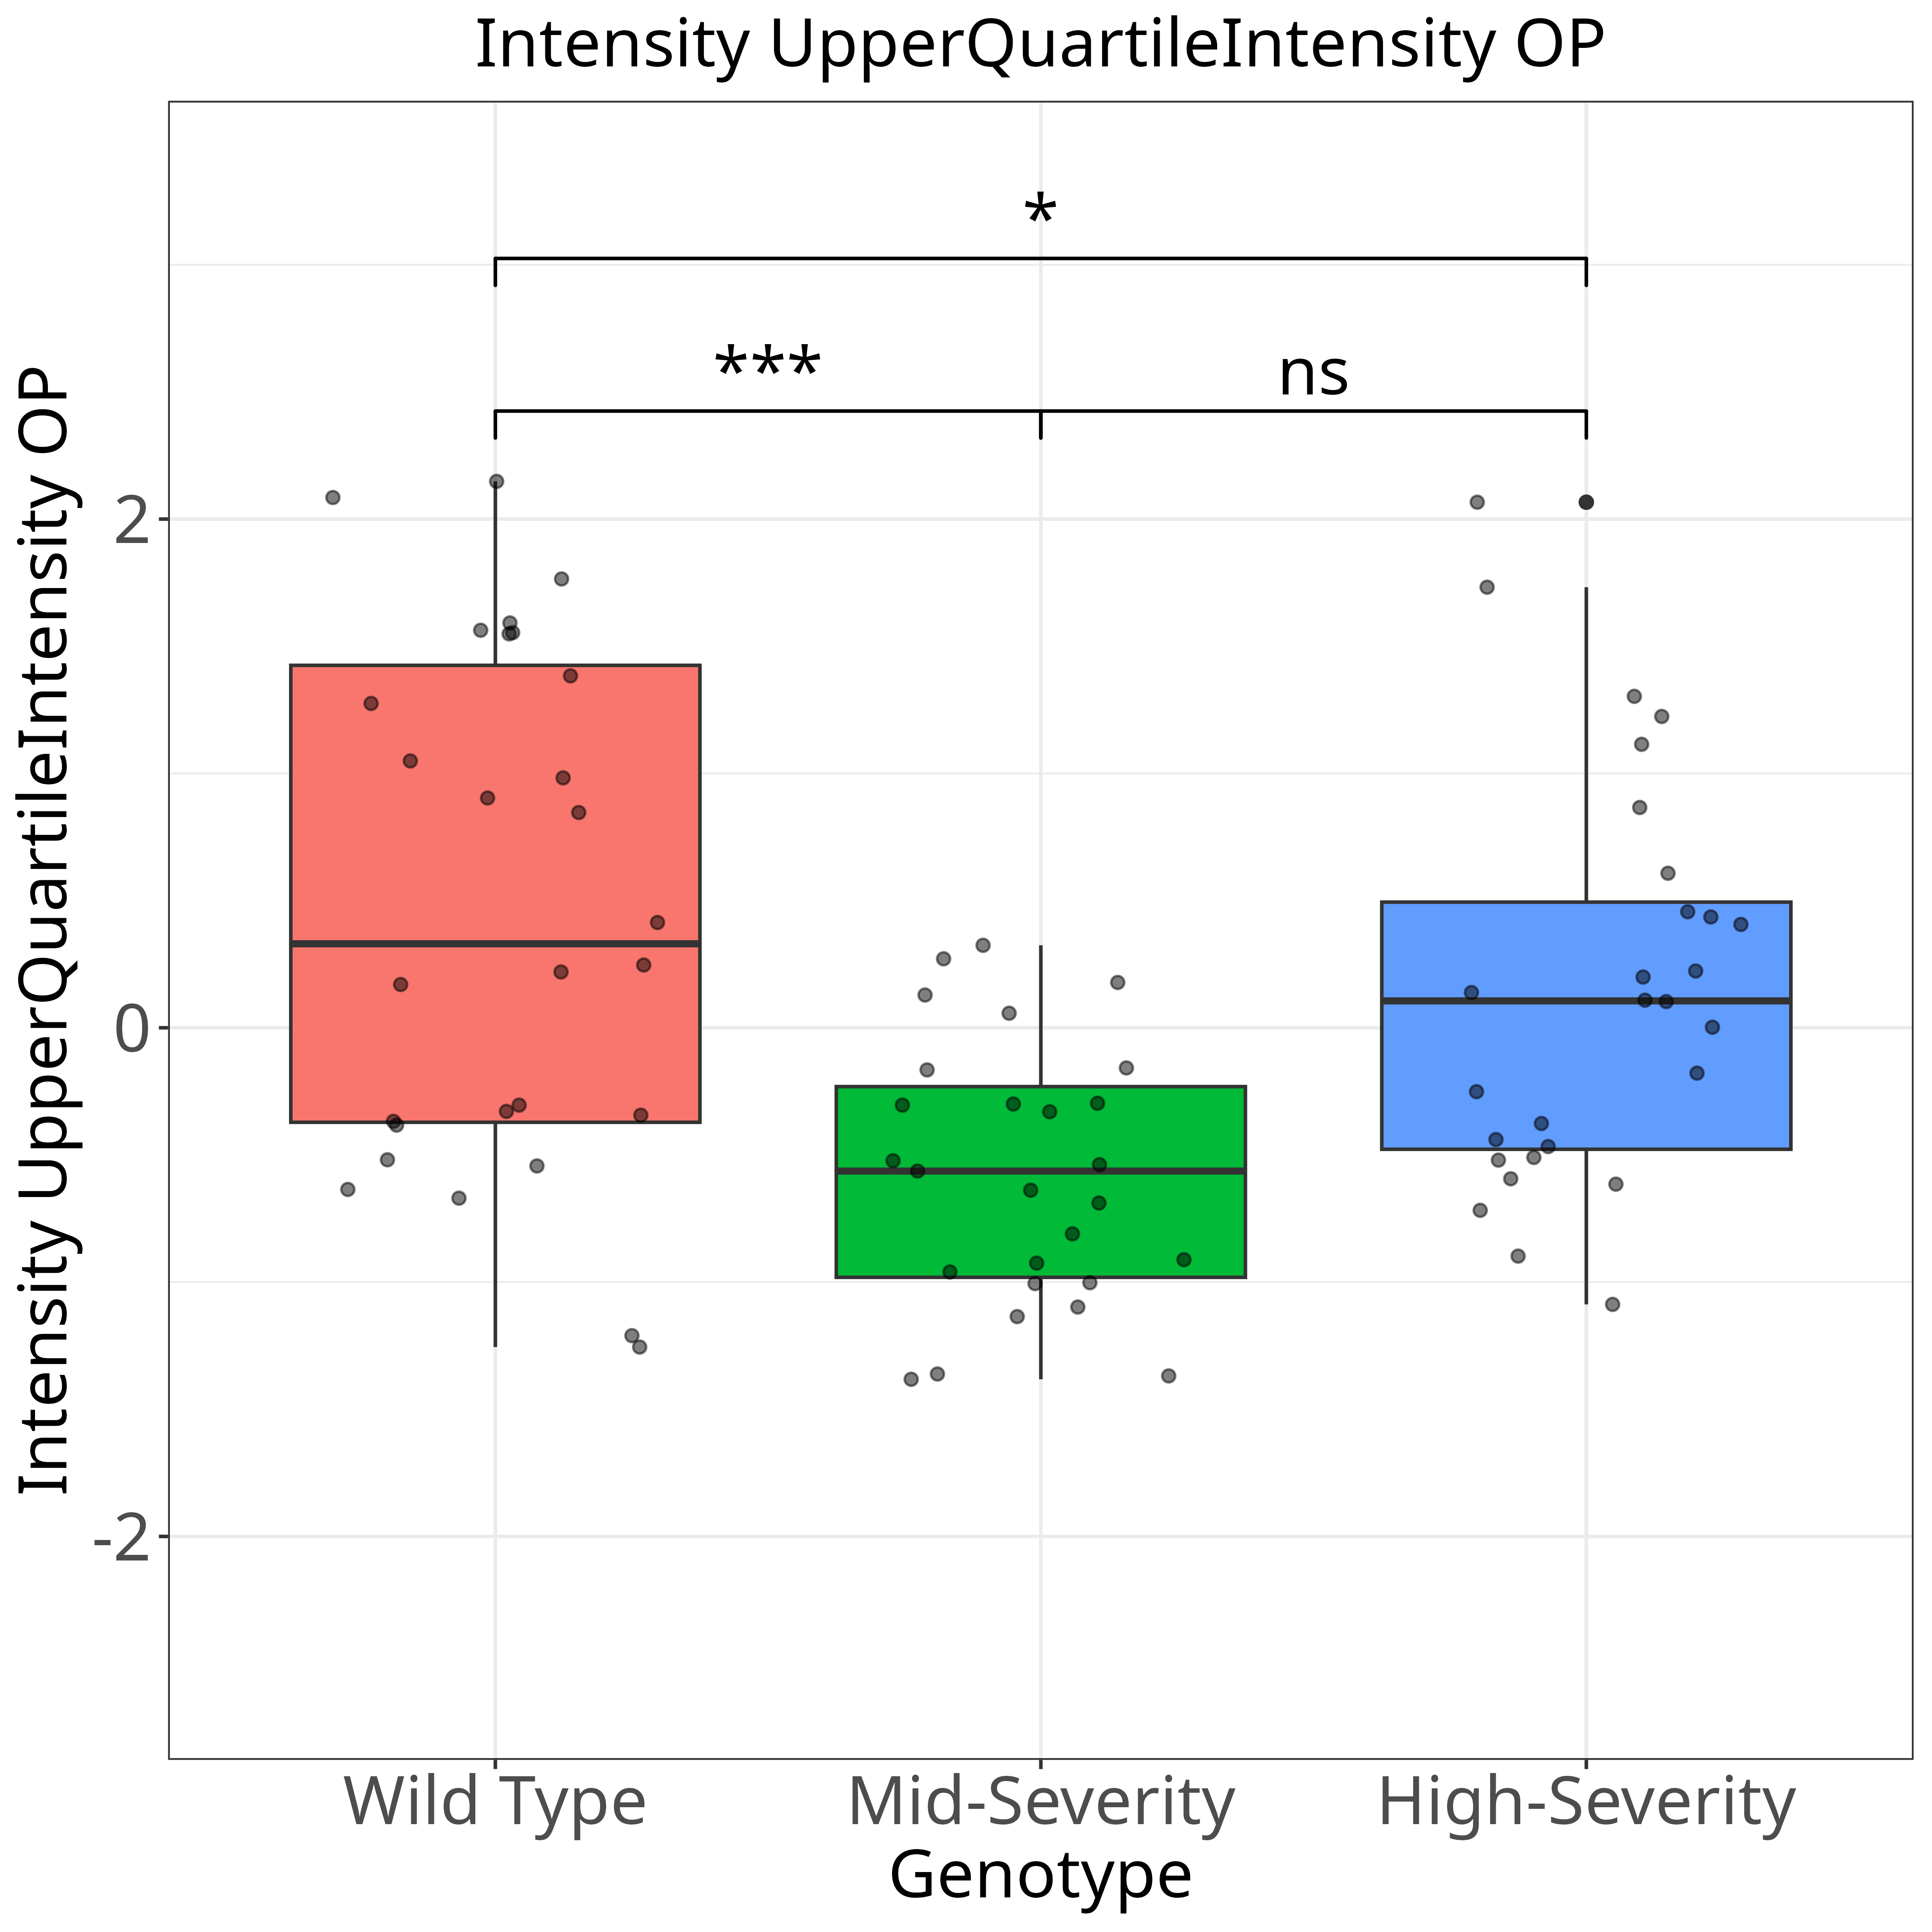 Intensity UpperQuartileIntensity OP
*
***
ns
Intensity UpperQuartileIntensity OP
2
0
-2
Wild Type
Mid-Severity
High-Severity
Genotype